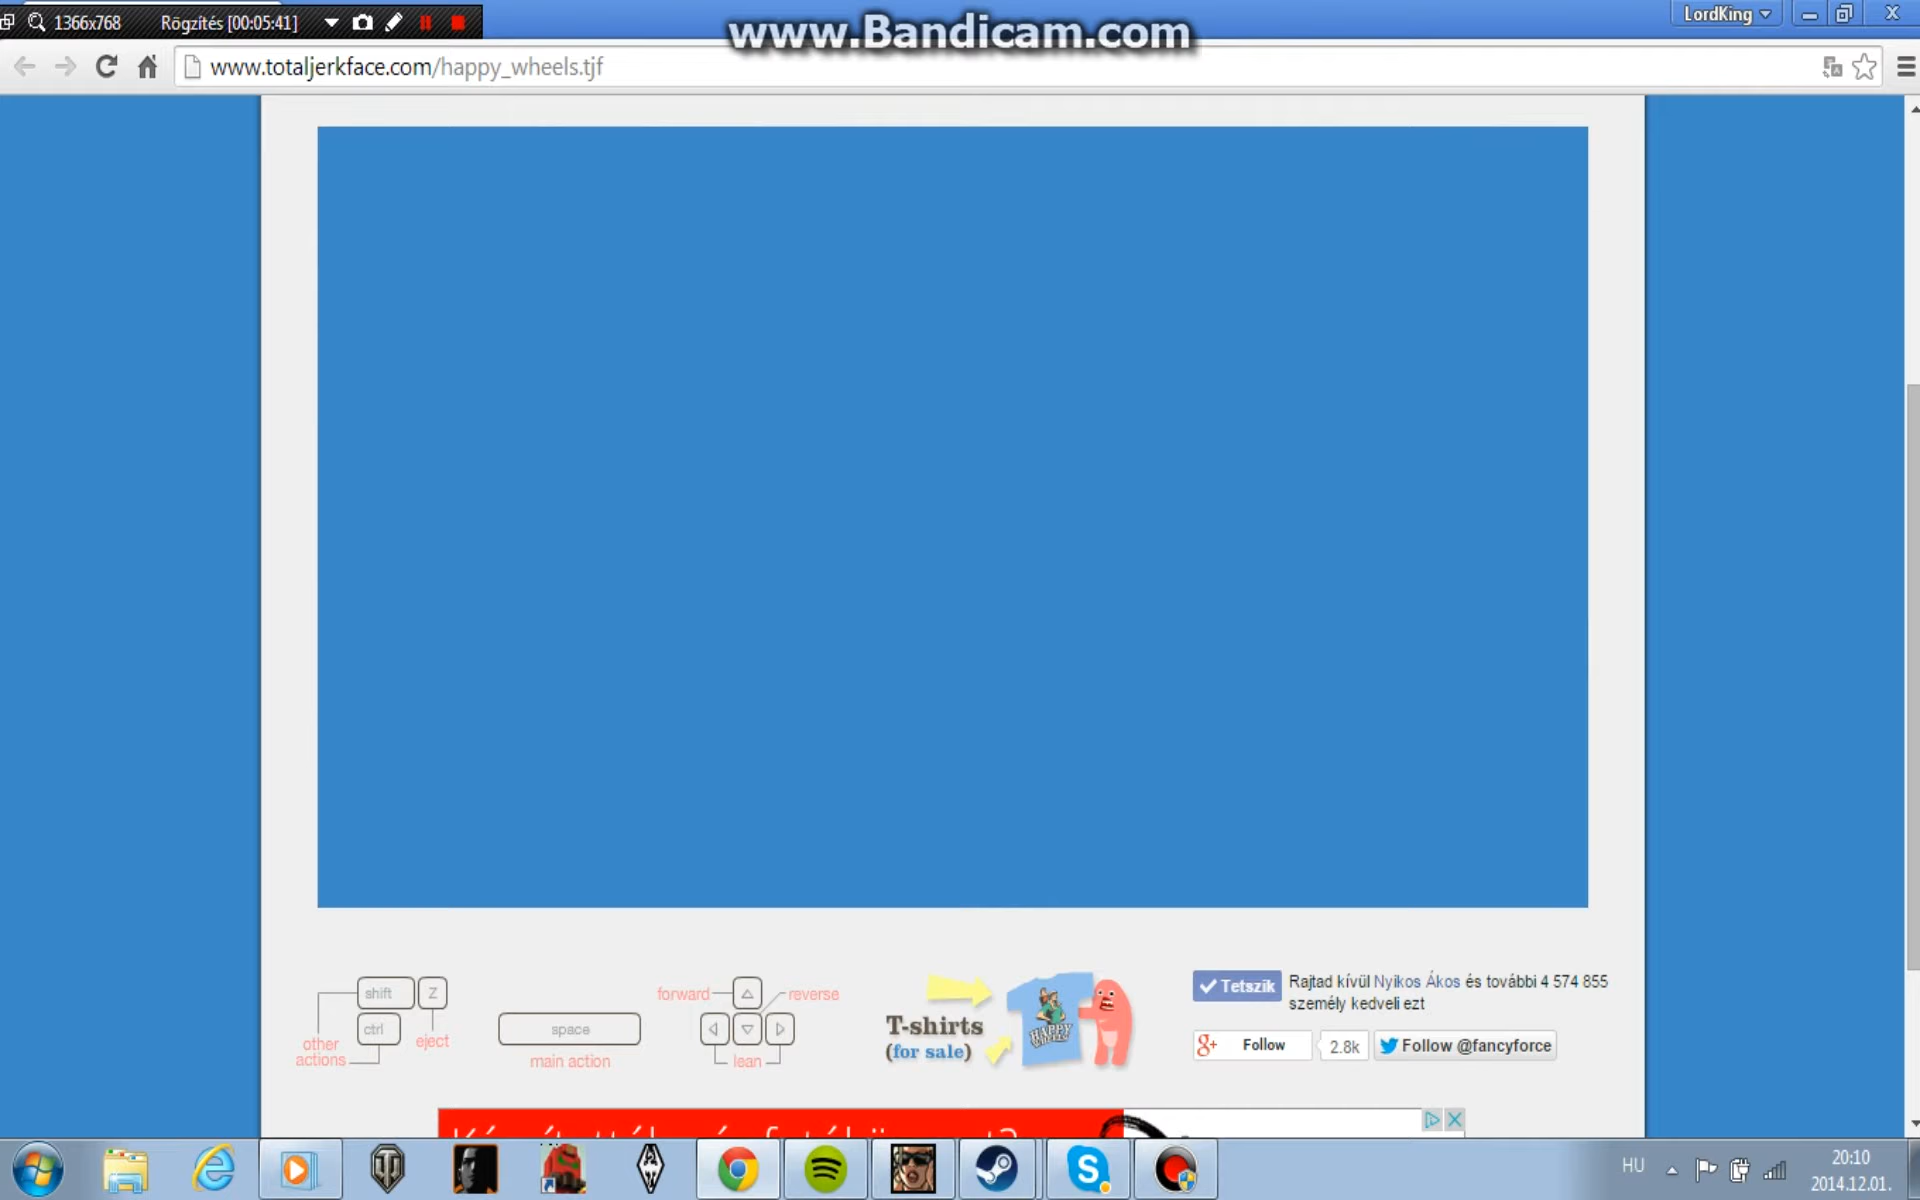 1366x768 Rögzítés [00:05:41]
www.Bandicam.com
LordKing
www.totaljerkface.com/happy_wheels.tjf
shift Z
ctrl
other
actions
eject
space
main action
forward
reverse
lean
T-shirts
(for sale)
HAPPY WHEELS
Tetszik
Rajtad kívül Nyikos Ákos és további 4 574 855
személy kedveli ezt
g+ Follow 2.8k
Follow @fancyforce
HU
20:10
2014.12.01.